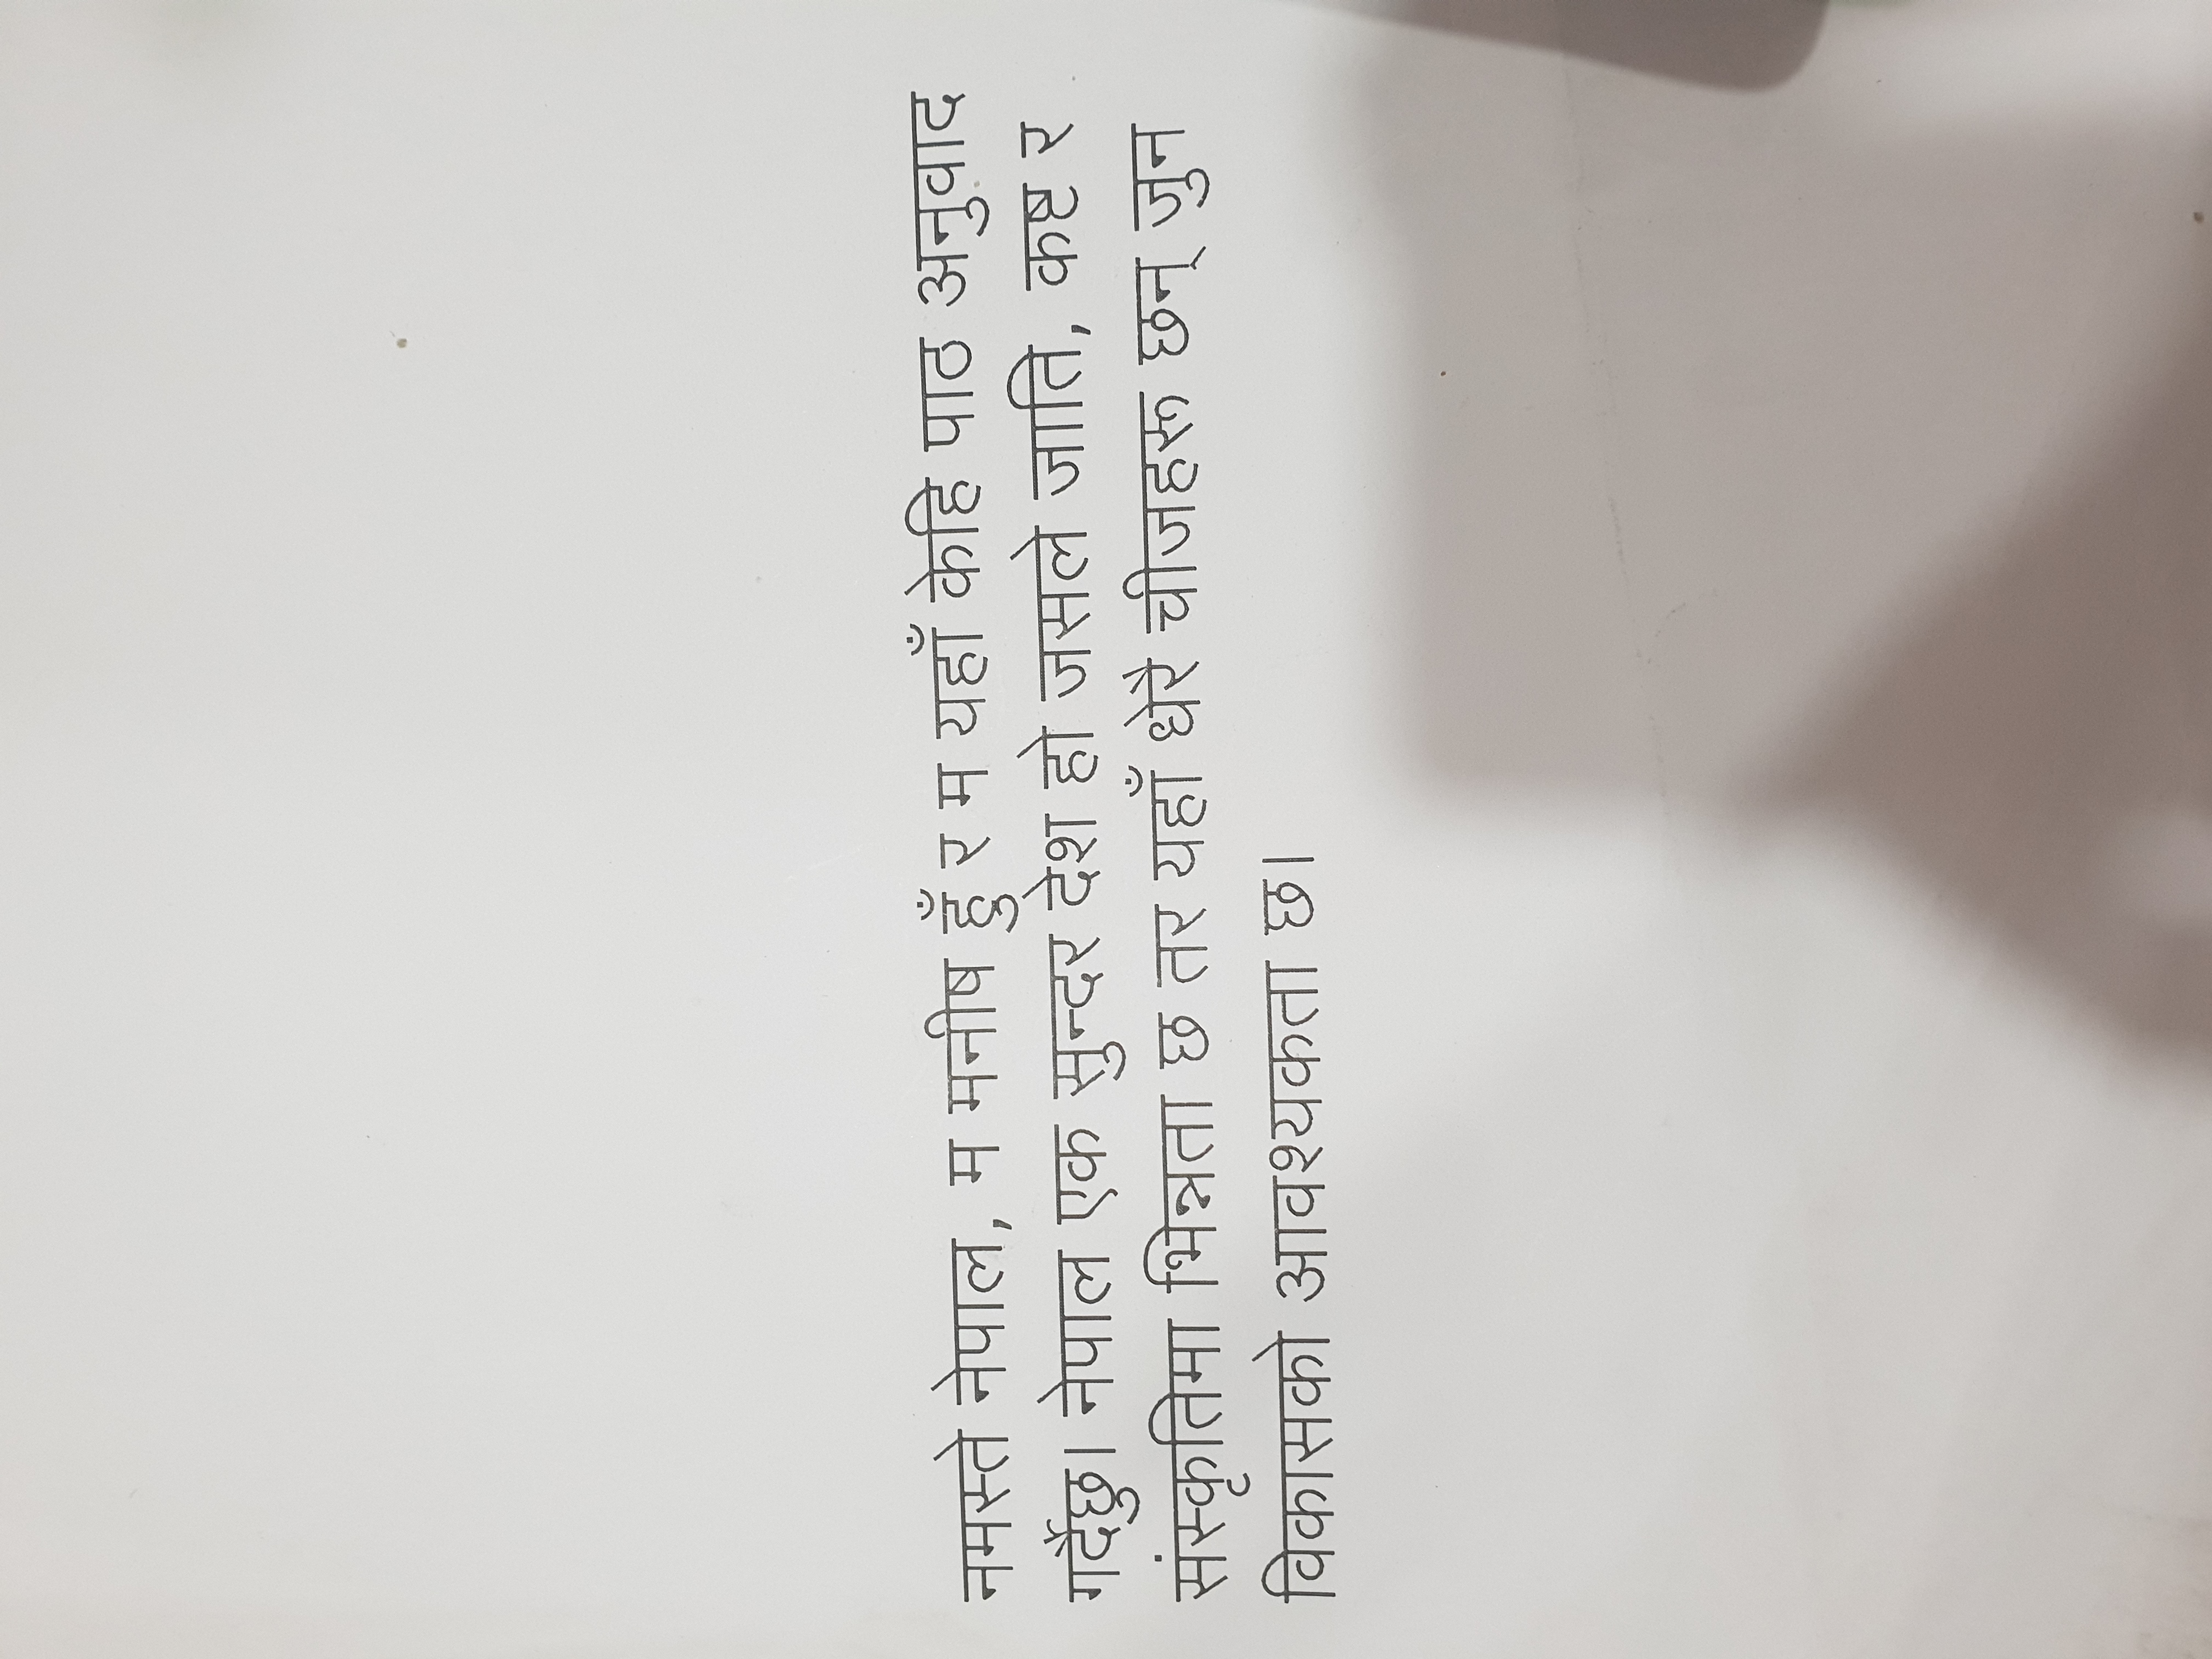 नमस्ते नेपाल, म मनीष हुँ र म यहाँ केहि पाठ अनुवाद
गर्दैछु। नेपाल एक सुन्दर देश हो जसले जाति, कष्ट र
संस्कृतिमा भिन्नता छ तर यहाँ धेरै चीजहरू छन् जुन
विकासको आवश्यकता छ।